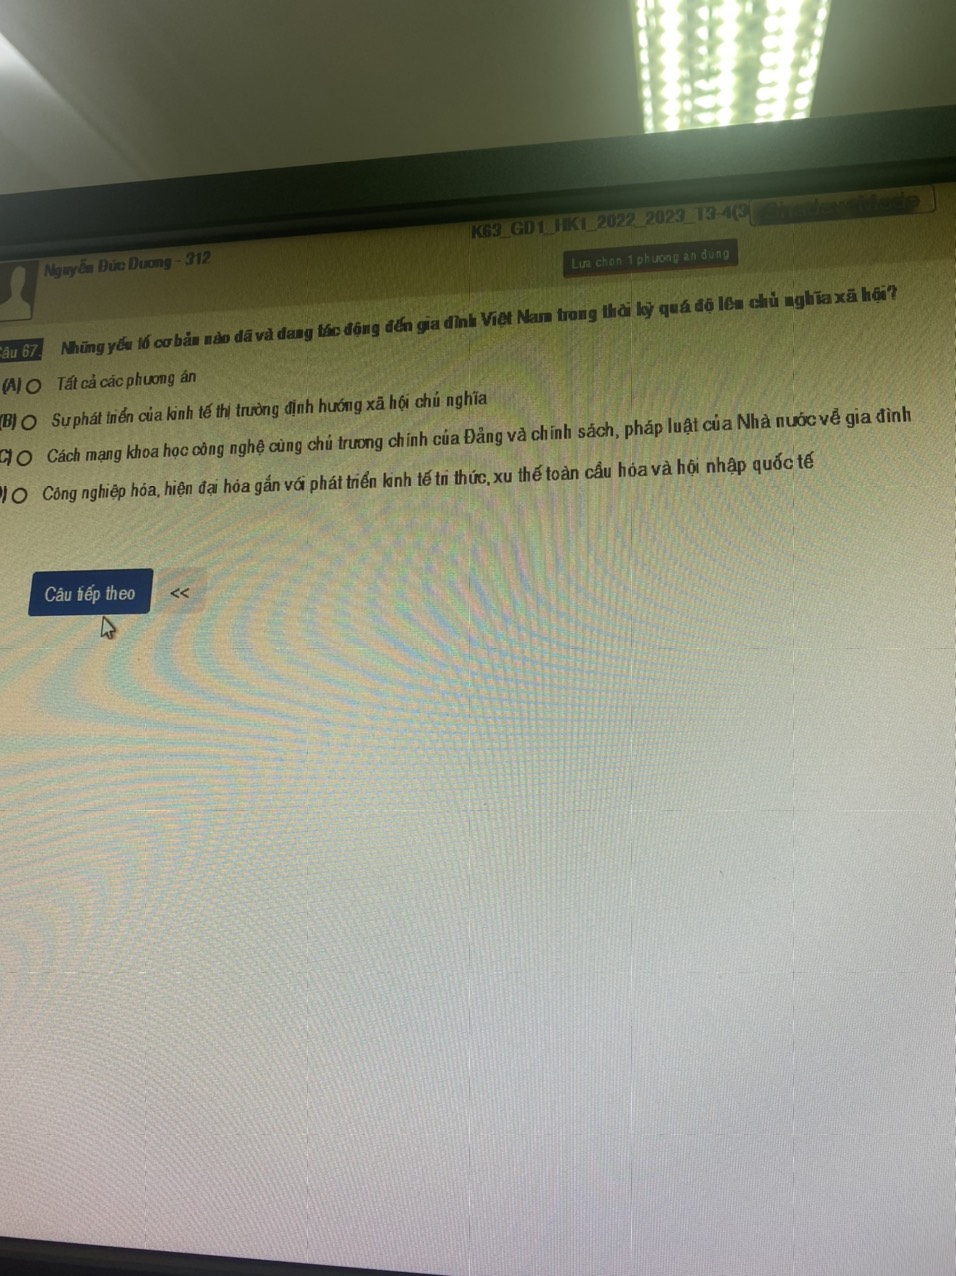 K63_GD1_HK1_2022_2023_T3-4(3
Nguyễn Đức Dương - 312
Lựa chọn 1 phương án đúng
Câu 67 Những yếu tố cơ bản nào đã và đang tác động đến gia đình Việt Nam trong thời kỳ quá độ lên chủ nghĩa xã hội?
(A) Tất cả các phương án
(B) Sự phát triển của kinh tế thị trường định hướng xã hội chủ nghĩa
C) Cách mạng khoa học công nghệ cùng chủ trương chính của Đảng và chính sách, pháp luật của Nhà nước về gia đình
) Công nghiệp hóa, hiện đại hóa gắn với phát triển kinh tế tri thức, xu thế toàn cầu hóa và hội nhập quốc tế
Câu tiếp theo <<